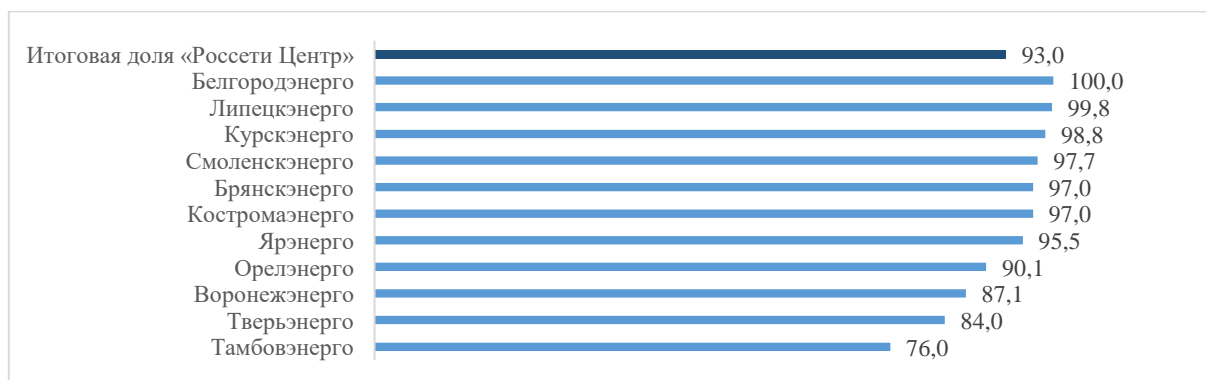 Итоговая доля «Россети Центр» 93,0
Белгородэнерго 100,0
Липецкэнерго 99,8
Курскэнерго 98,8
Смоленскэнерго 97,7
Брянскэнерго 97,0
Костромаэнерго 97,0
Ярэнерго 95,5
Орелэнерго 90,1
Воронежэнерго 87,1
Тверьэнерго 84,0
Тамбовэнерго 76,0